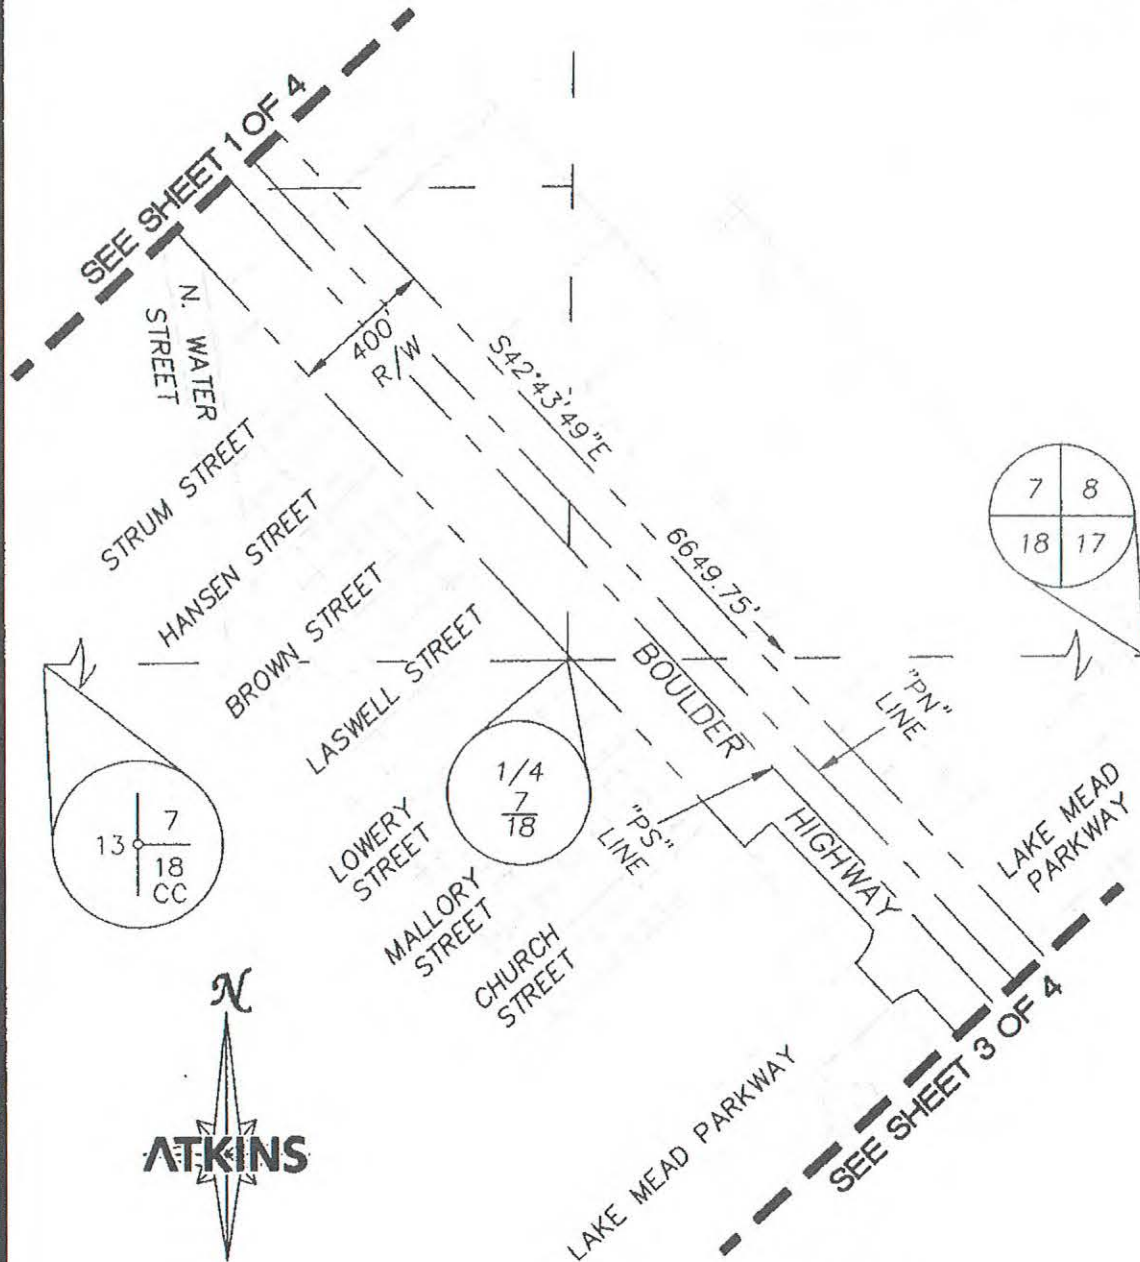 SEE SHEET 1 OF 4
N. WATER
STREET
400'
R/W
S42°43'49"E
STRUM STREET
HANSEN STREET
BROWN STREET
LASWELL STREET
6649.75'
7 8
18 17
BOULDER
HIGHWAY
"PN"
LINE
"PS"
LINE
1/4
7
18
13 7
18
CC
LOWERY
STREET
MALLORY
STREET
CHURCH
STREET
LAKE MEAD
PARKWAY
LAKE MEAD PARKWAY
SEE SHEET 3 OF 4
N
ATKINS